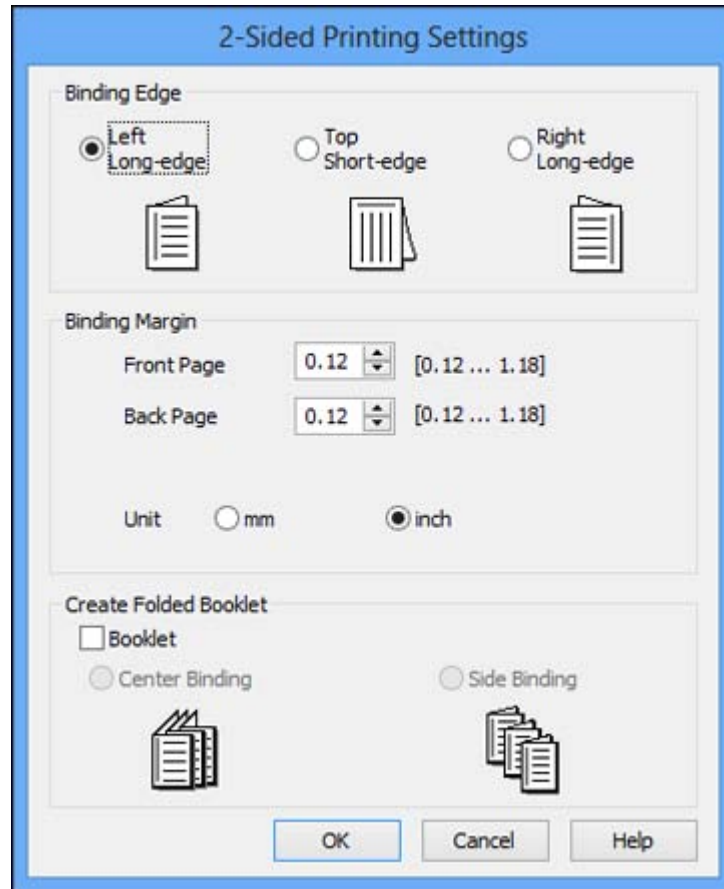 2-Sided Printing Settings
Binding Edge
Left
Long-edge
Top
Short-edge
Right
Long-edge
Binding Margin
Front Page 0.12 [0.12 ... 1.18]
Back Page 0.12 [0.12 ... 1.18]
Unit mm inch
Create Folded Booklet
Booklet
Center Binding Side Binding
OK Cancel Help